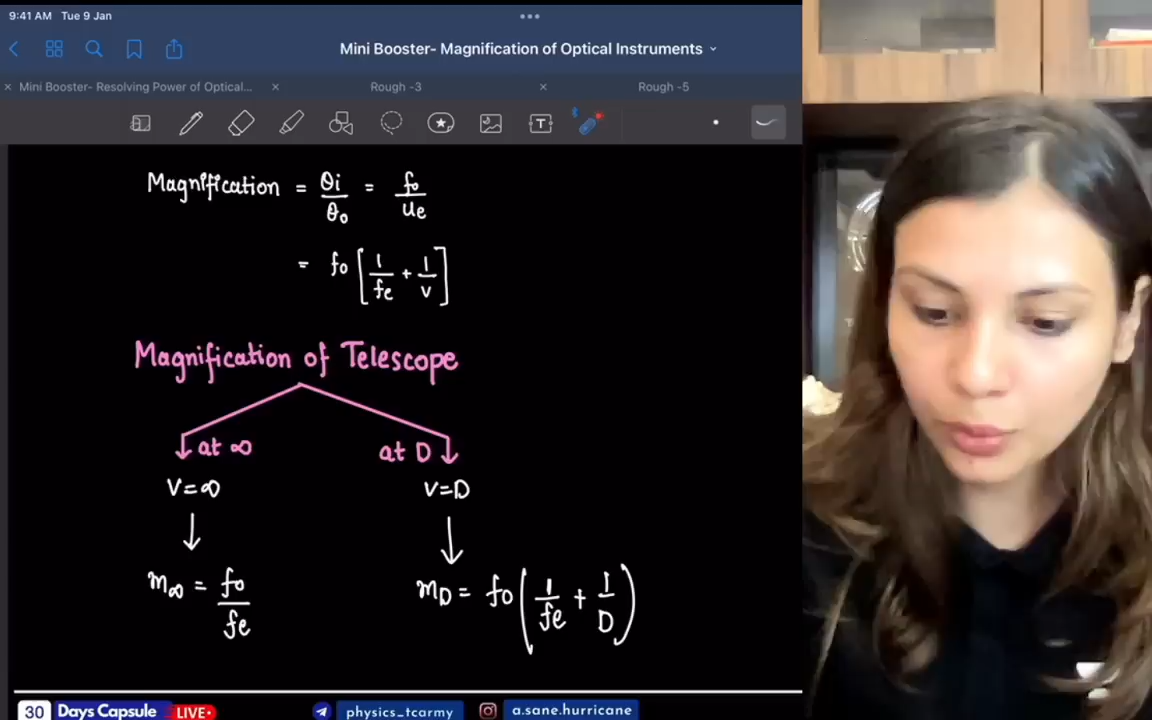 9:41 AM Tue 9 Jan
Mini Booster- Magnification of Optical Instruments
Mini Booster- Resolving Power of Optical...
Rough -3
Rough -5
Magnification = θi/θo = fo/ue
= fo [1/fe + 1/v]
Magnification of Telescope
at ∞
at D
v=∞
v=D
m∞ = fo/fe
mD = fo (1/fe + 1/D)
30 Days Capsule LIVE
physics_tcarmy
a.sane.hurricane